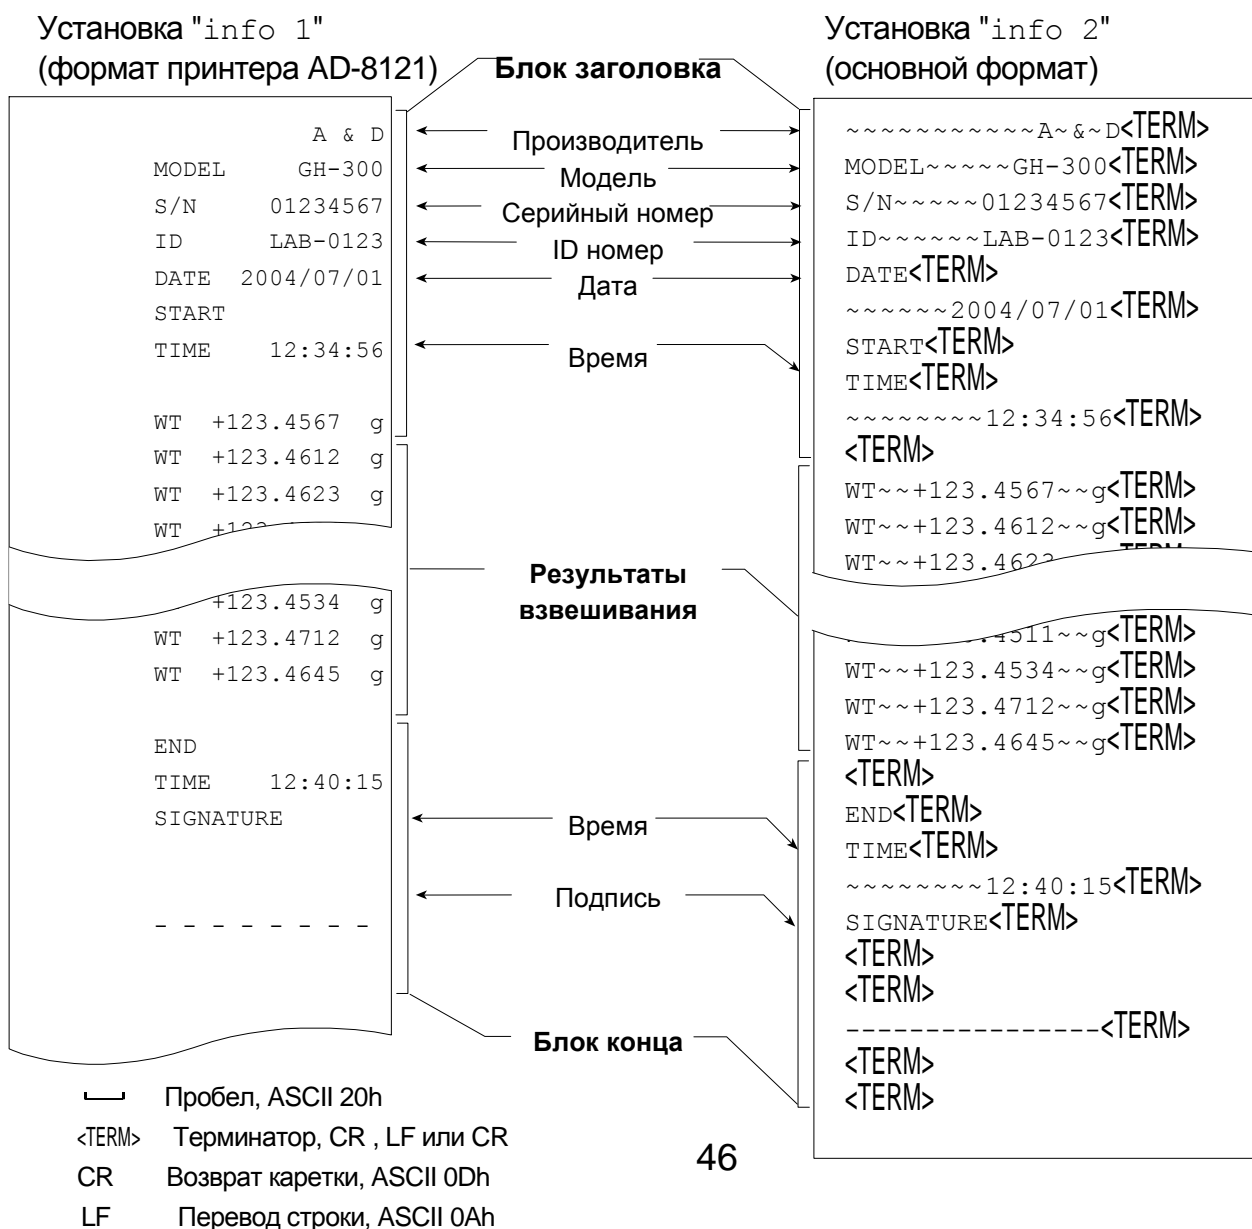 Установка "info 1"
(формат принтера AD-8121)
Блок заголовка
Установка "info 2"
(основной формат)
A & D
MODEL GH-300
S/N 01234567
ID LAB-0123
DATE 2004/07/01
START
TIME 12:34:56
WT +123.4567 g
WT +123.4612 g
WT +123.4623 g
WT
+123.4534 g
WT +123.4712 g
WT +123.4645 g
END
TIME 12:40:15
SIGNATURE
- - - - - - - -
Производитель
Модель
Серийный номер
ID номер
Дата
Время
Результаты
взвешивания
Время
Подпись
Блок конца
~~~~~~~~~~~A~&~D<TERM>
MODEL~~~~~GH-300<TERM>
S/N~~~~~01234567<TERM>
ID~~~~~~LAB-0123<TERM>
DATE<TERM>
~~~~~~2004/07/01<TERM>
START<TERM>
TIME<TERM>
~~~~~~~~12:34:56<TERM>
<TERM>
WT~~+123.4567~~g<TERM>
WT~~+123.4612~~g<TERM>
WT~~+123.4623
.4511~~g<TERM>
WT~~+123.4534~~g<TERM>
WT~~+123.4712~~g<TERM>
WT~~+123.4645~~g<TERM>
<TERM>
END<TERM>
TIME<TERM>
~~~~~~~~12:40:15<TERM>
SIGNATURE<TERM>
<TERM>
<TERM>
----------------<TERM>
<TERM>
<TERM>
Пробел, ASCII 20h
<TERM> Терминатор, CR , LF или CR
CR Возврат каретки, ASCII 0Dh
LF Перевод строки, ASCII 0Ah
46